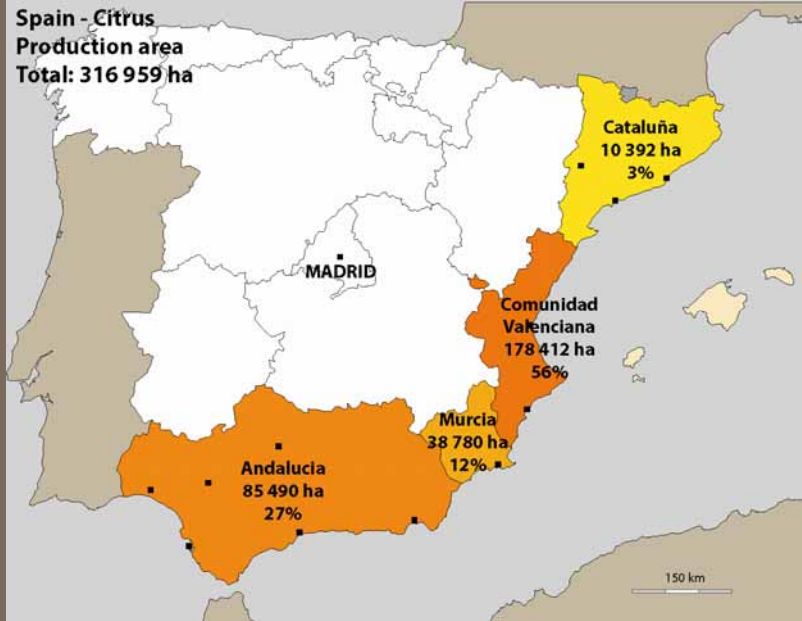 Spain - Citrus
Production area
Total: 316 959 ha
Cataluña
10 392 ha
3%
MADRID
Comunidad
Valenciana
178 412 ha
56%
Murcia
38 780 ha
12%
Andalucia
85 490 ha
27%
150 km